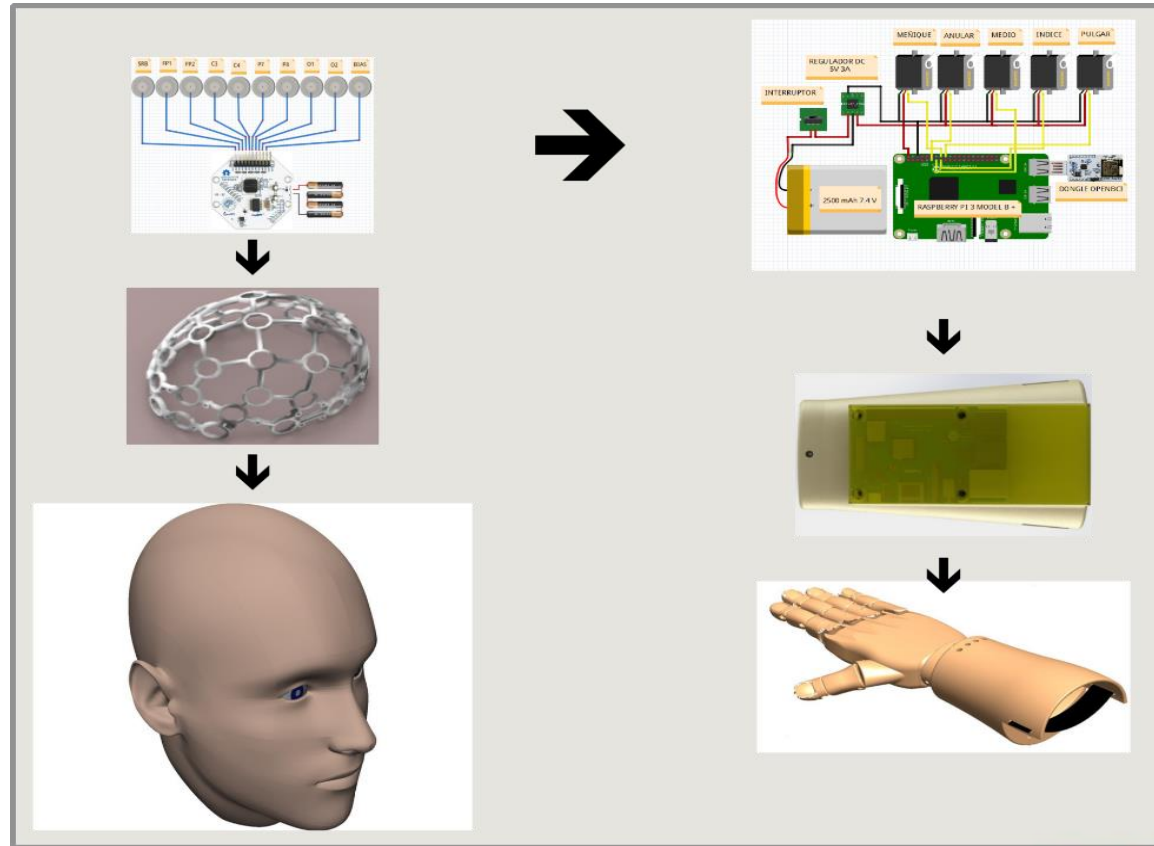 SRB FP1 FP2 C3 C4 P7 P8 O1 O2 BIAS
MEÑIQUE ANULAR MEDIO INDICE PULGAR
REGULADOR DC
5V 3A
INTERRUPTOR
2500 mAh 7.4 V
DONGLE OPENBCI
RASPBERRY PI 3 MODEL B +